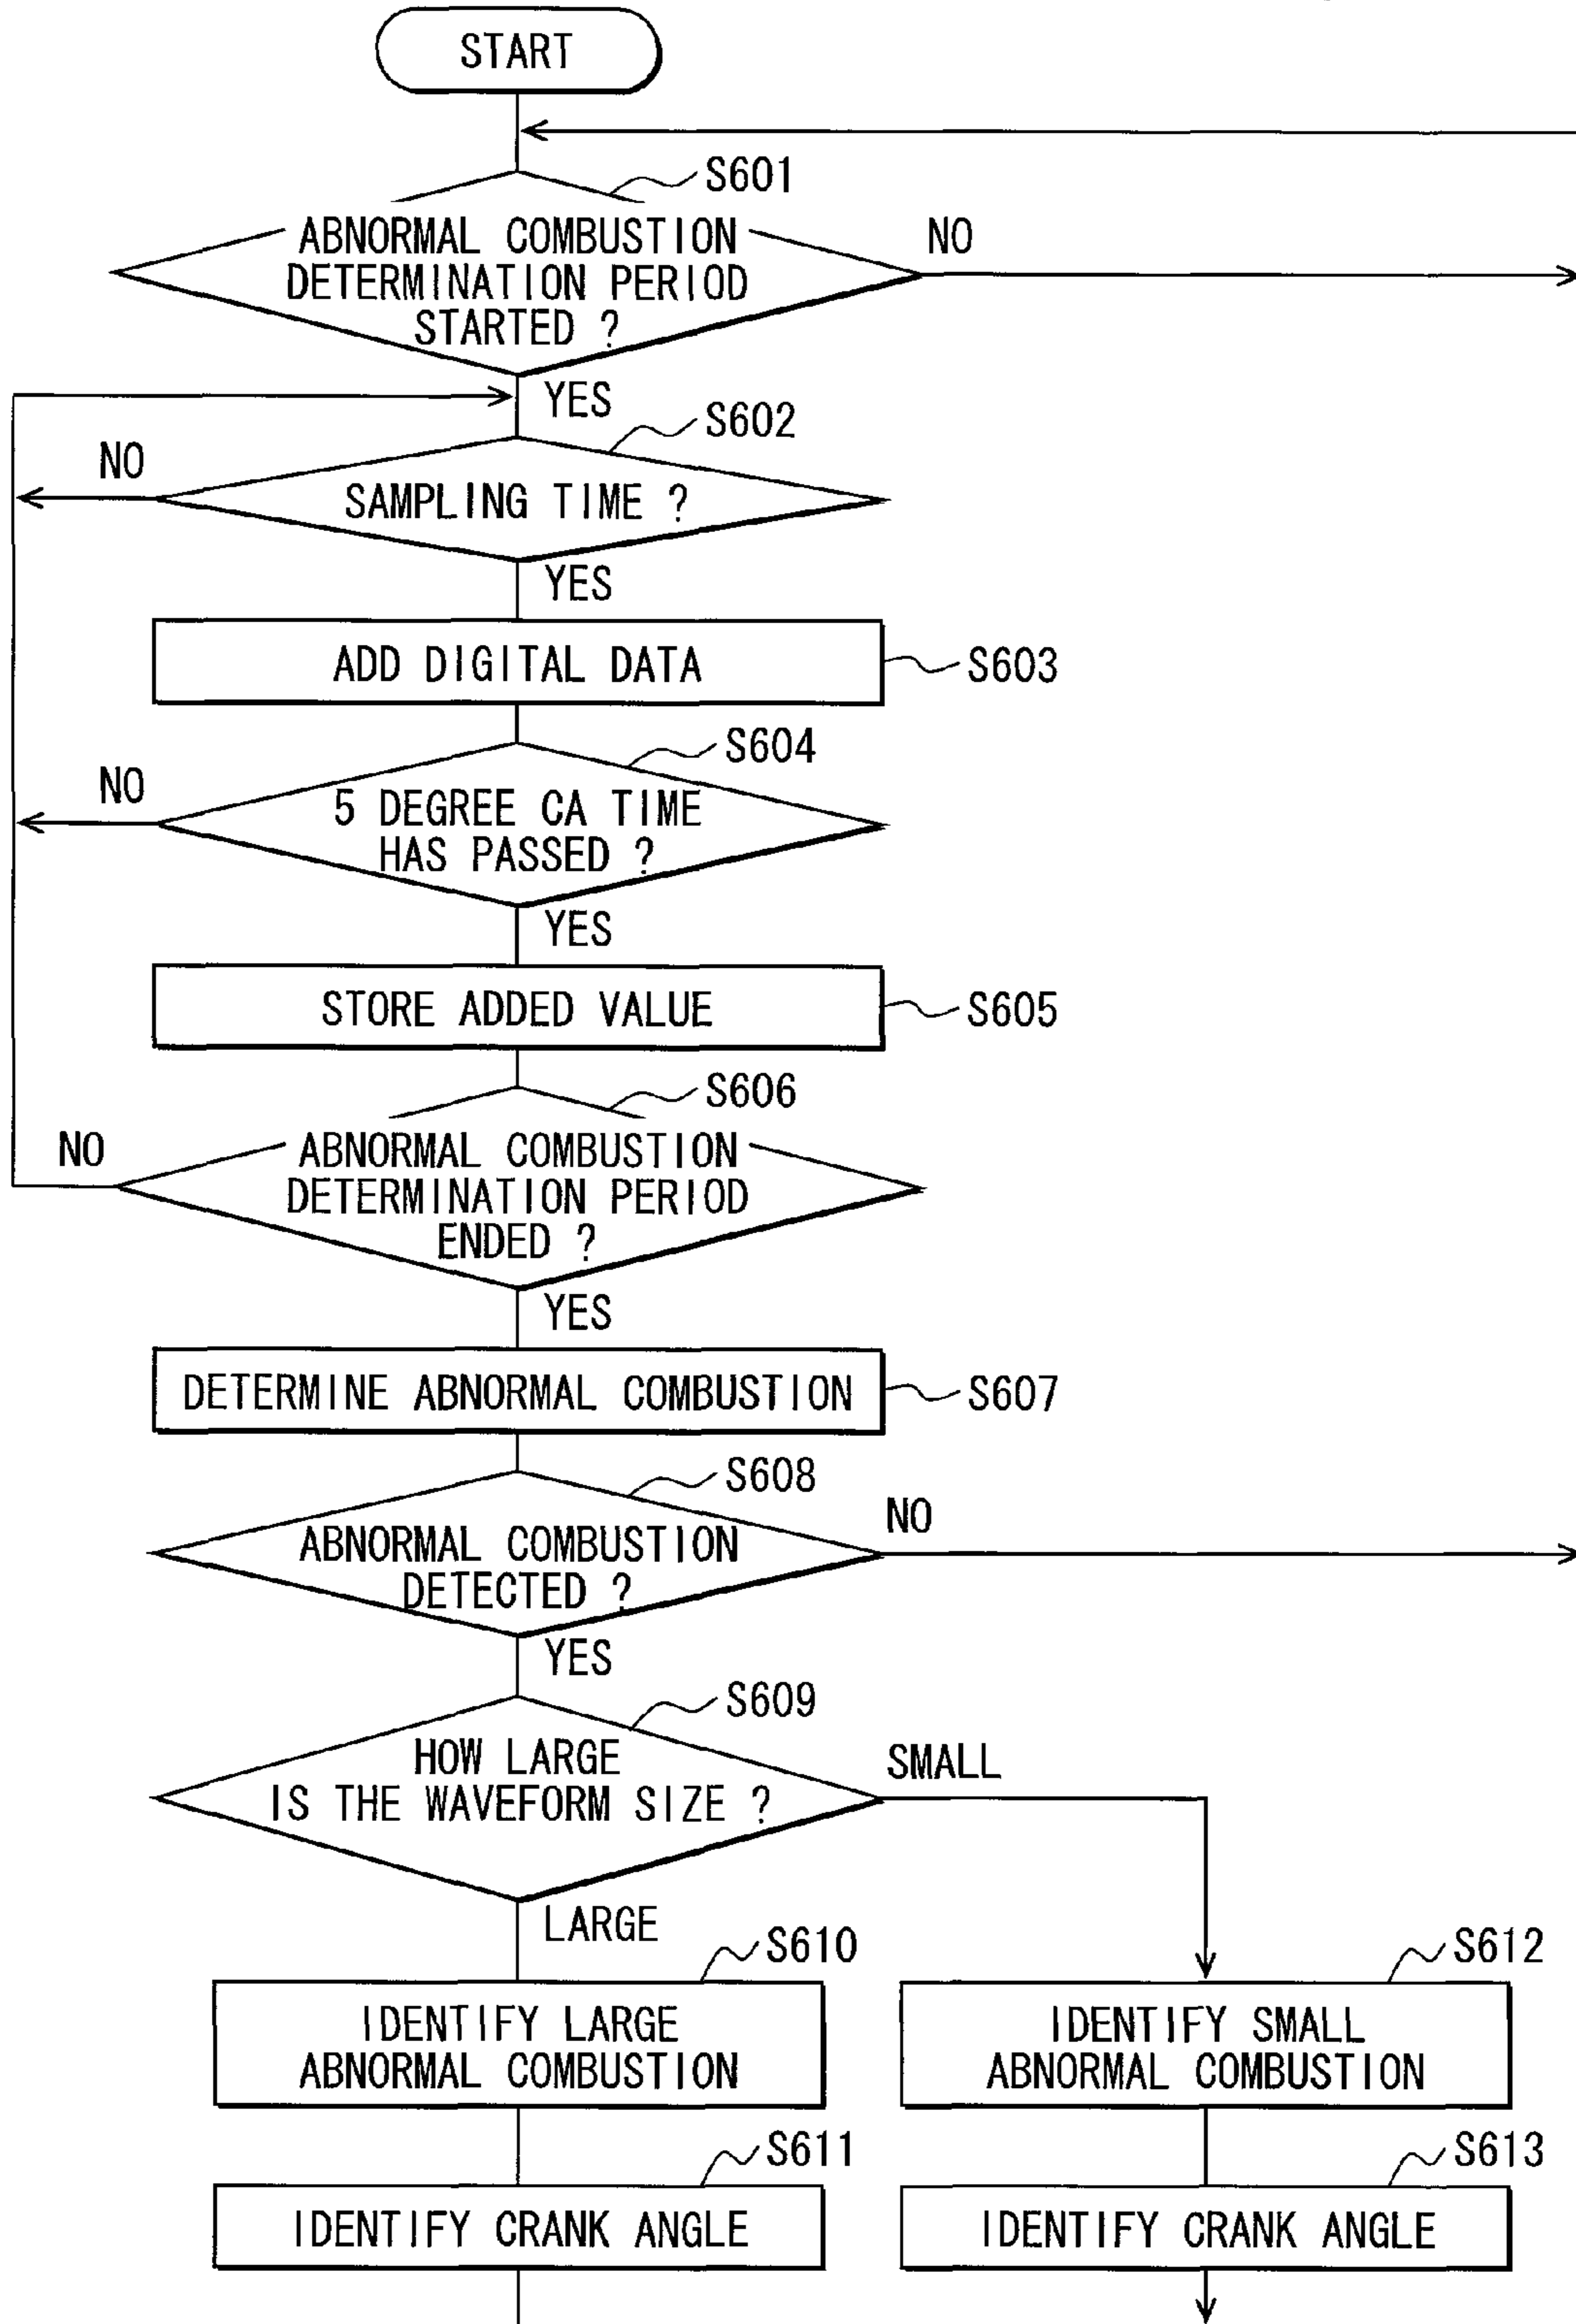 START
S601
ABNORMAL COMBUSTION
DETERMINATION PERIOD
STARTED ?
NO
YES
S602
NO
SAMPLING TIME ?
YES
ADD DIGITAL DATA
S603
S604
NO
5 DEGREE CA TIME
HAS PASSED ?
YES
STORE ADDED VALUE
S605
S606
NO
ABNORMAL COMBUSTION
DETERMINATION PERIOD
ENDED ?
YES
DETERMINE ABNORMAL COMBUSTION
S607
S608
NO
ABNORMAL COMBUSTION
DETECTED ?
YES
S609
HOW LARGE
IS THE WAVEFORM SIZE ?
SMALL
LARGE
S610
IDENTIFY LARGE
ABNORMAL COMBUSTION
S612
IDENTIFY SMALL
ABNORMAL COMBUSTION
S611
IDENTIFY CRANK ANGLE
S613
IDENTIFY CRANK ANGLE